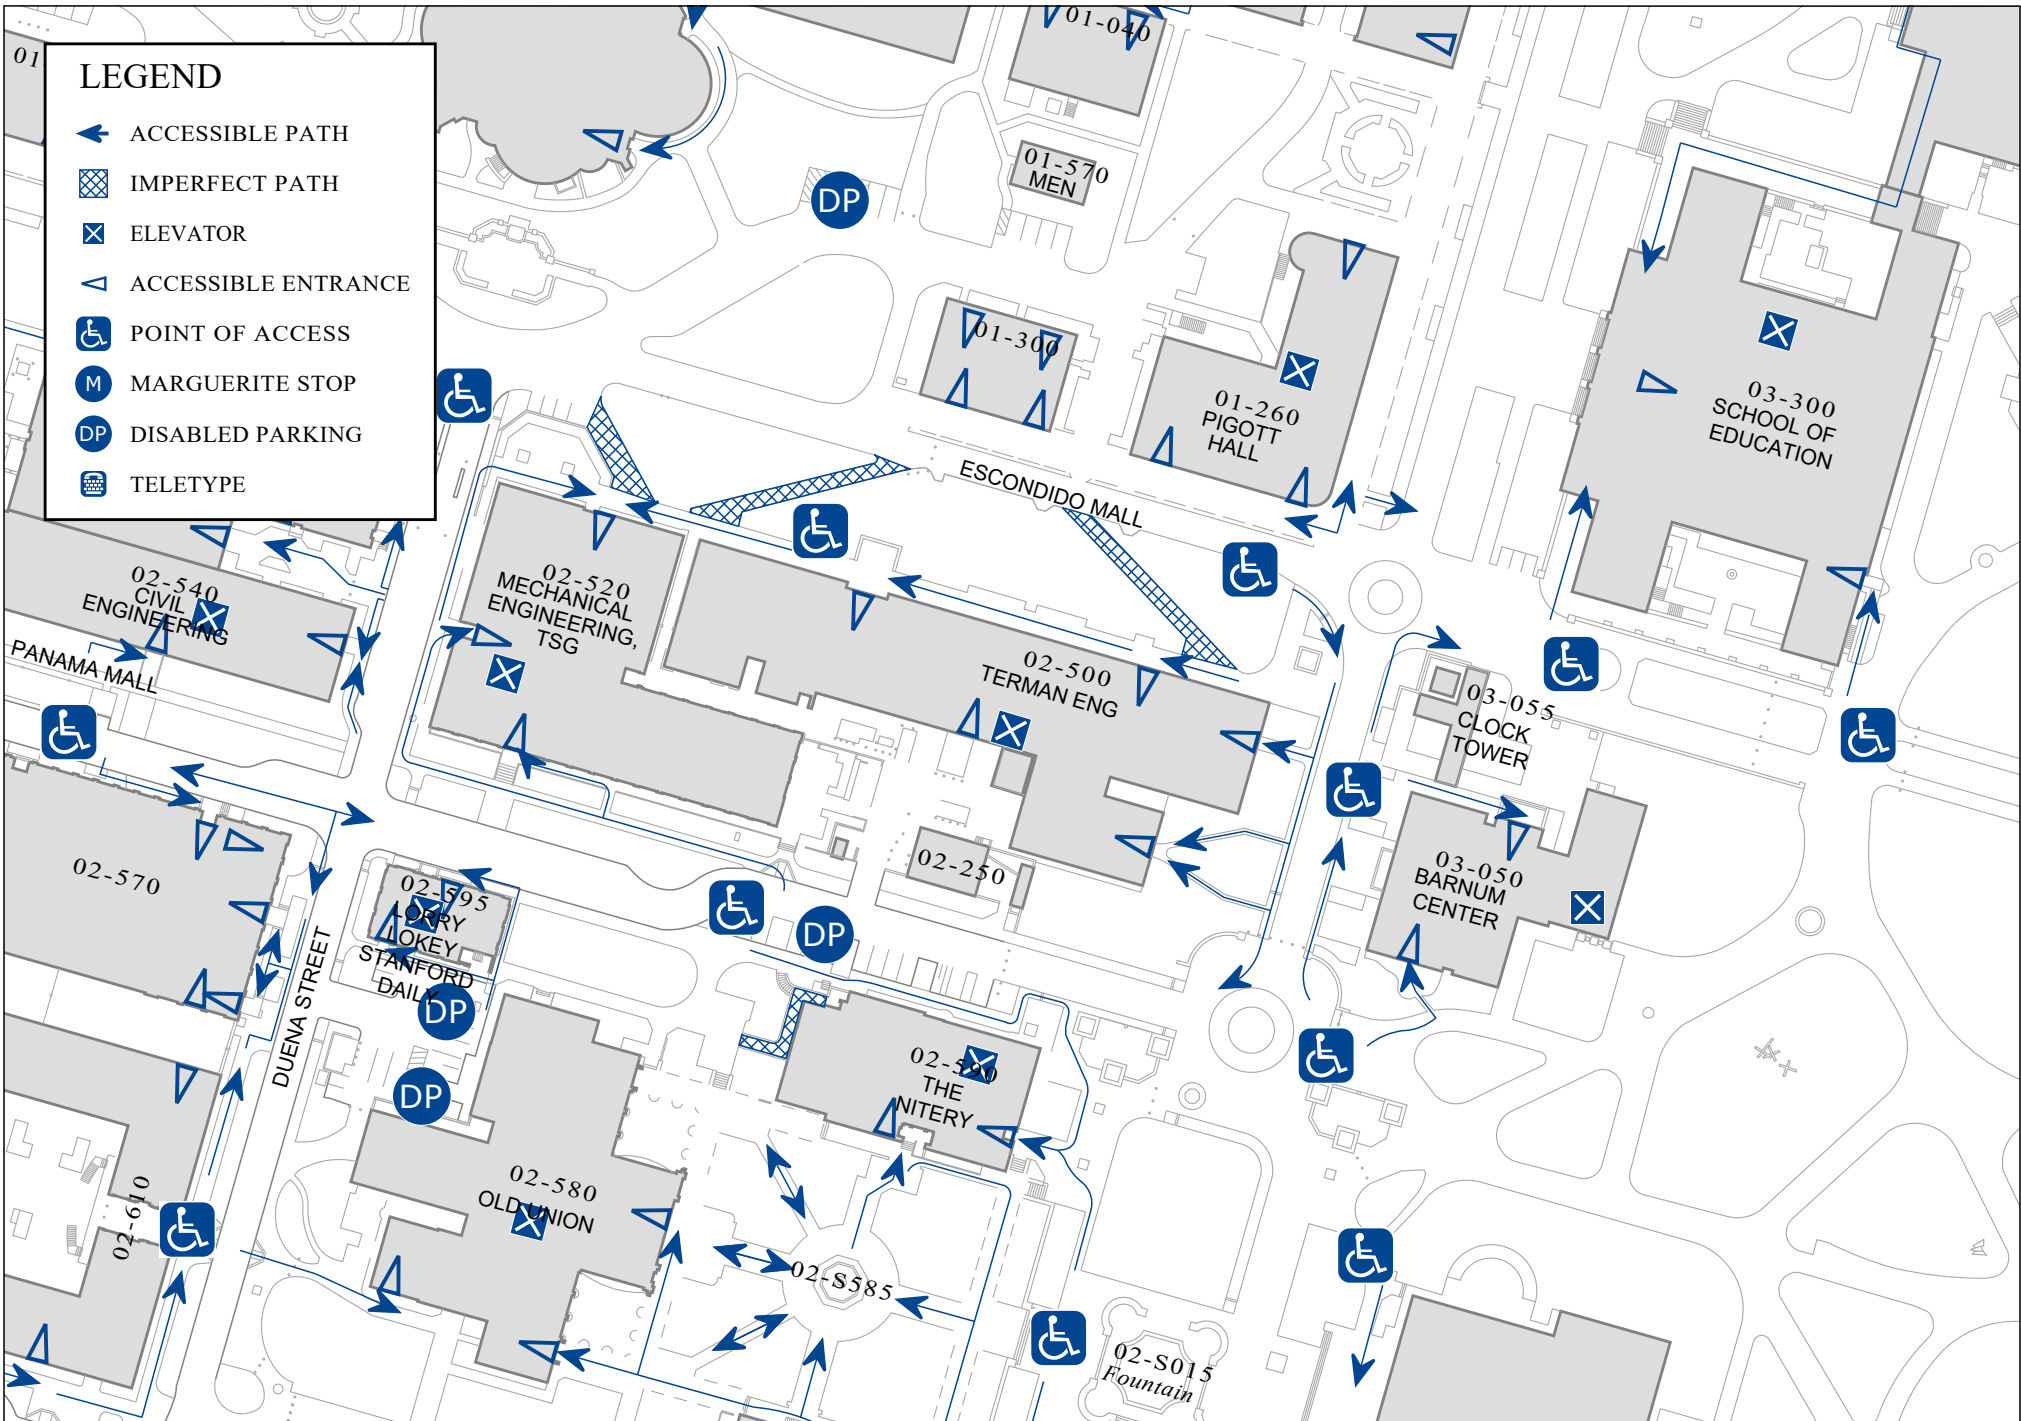 LEGEND
ACCESSIBLE PATH
IMPERFECT PATH
ELEVATOR
ACCESSIBLE ENTRANCE
POINT OF ACCESS
M
MARGUERITE STOP
DP
DISABLED PARKING
TELETYPE
01
01-040
01-570
MEN
DP
01-300
01-260
PIGOTT
HALL
03-300
SCHOOL OF
EDUCATION
ESCONDIDO MALL
02-540
CIVIL
ENGINEERING
PANAMA MALL
02-520
MECHANICAL
ENGINEERING,
TSG
02-500
TERMAN ENG
03-055
CLOCK
TOWER
02-570
02-595
LORRY
LOKEY
STANFORD
DAILY
DP
02-250
DP
03-050
BARNUM
CENTER
DUENA STREET
DP
02-590
THE
NITERY
02-580
OLD UNION
02-610
02-S585
02-S015
Fountain